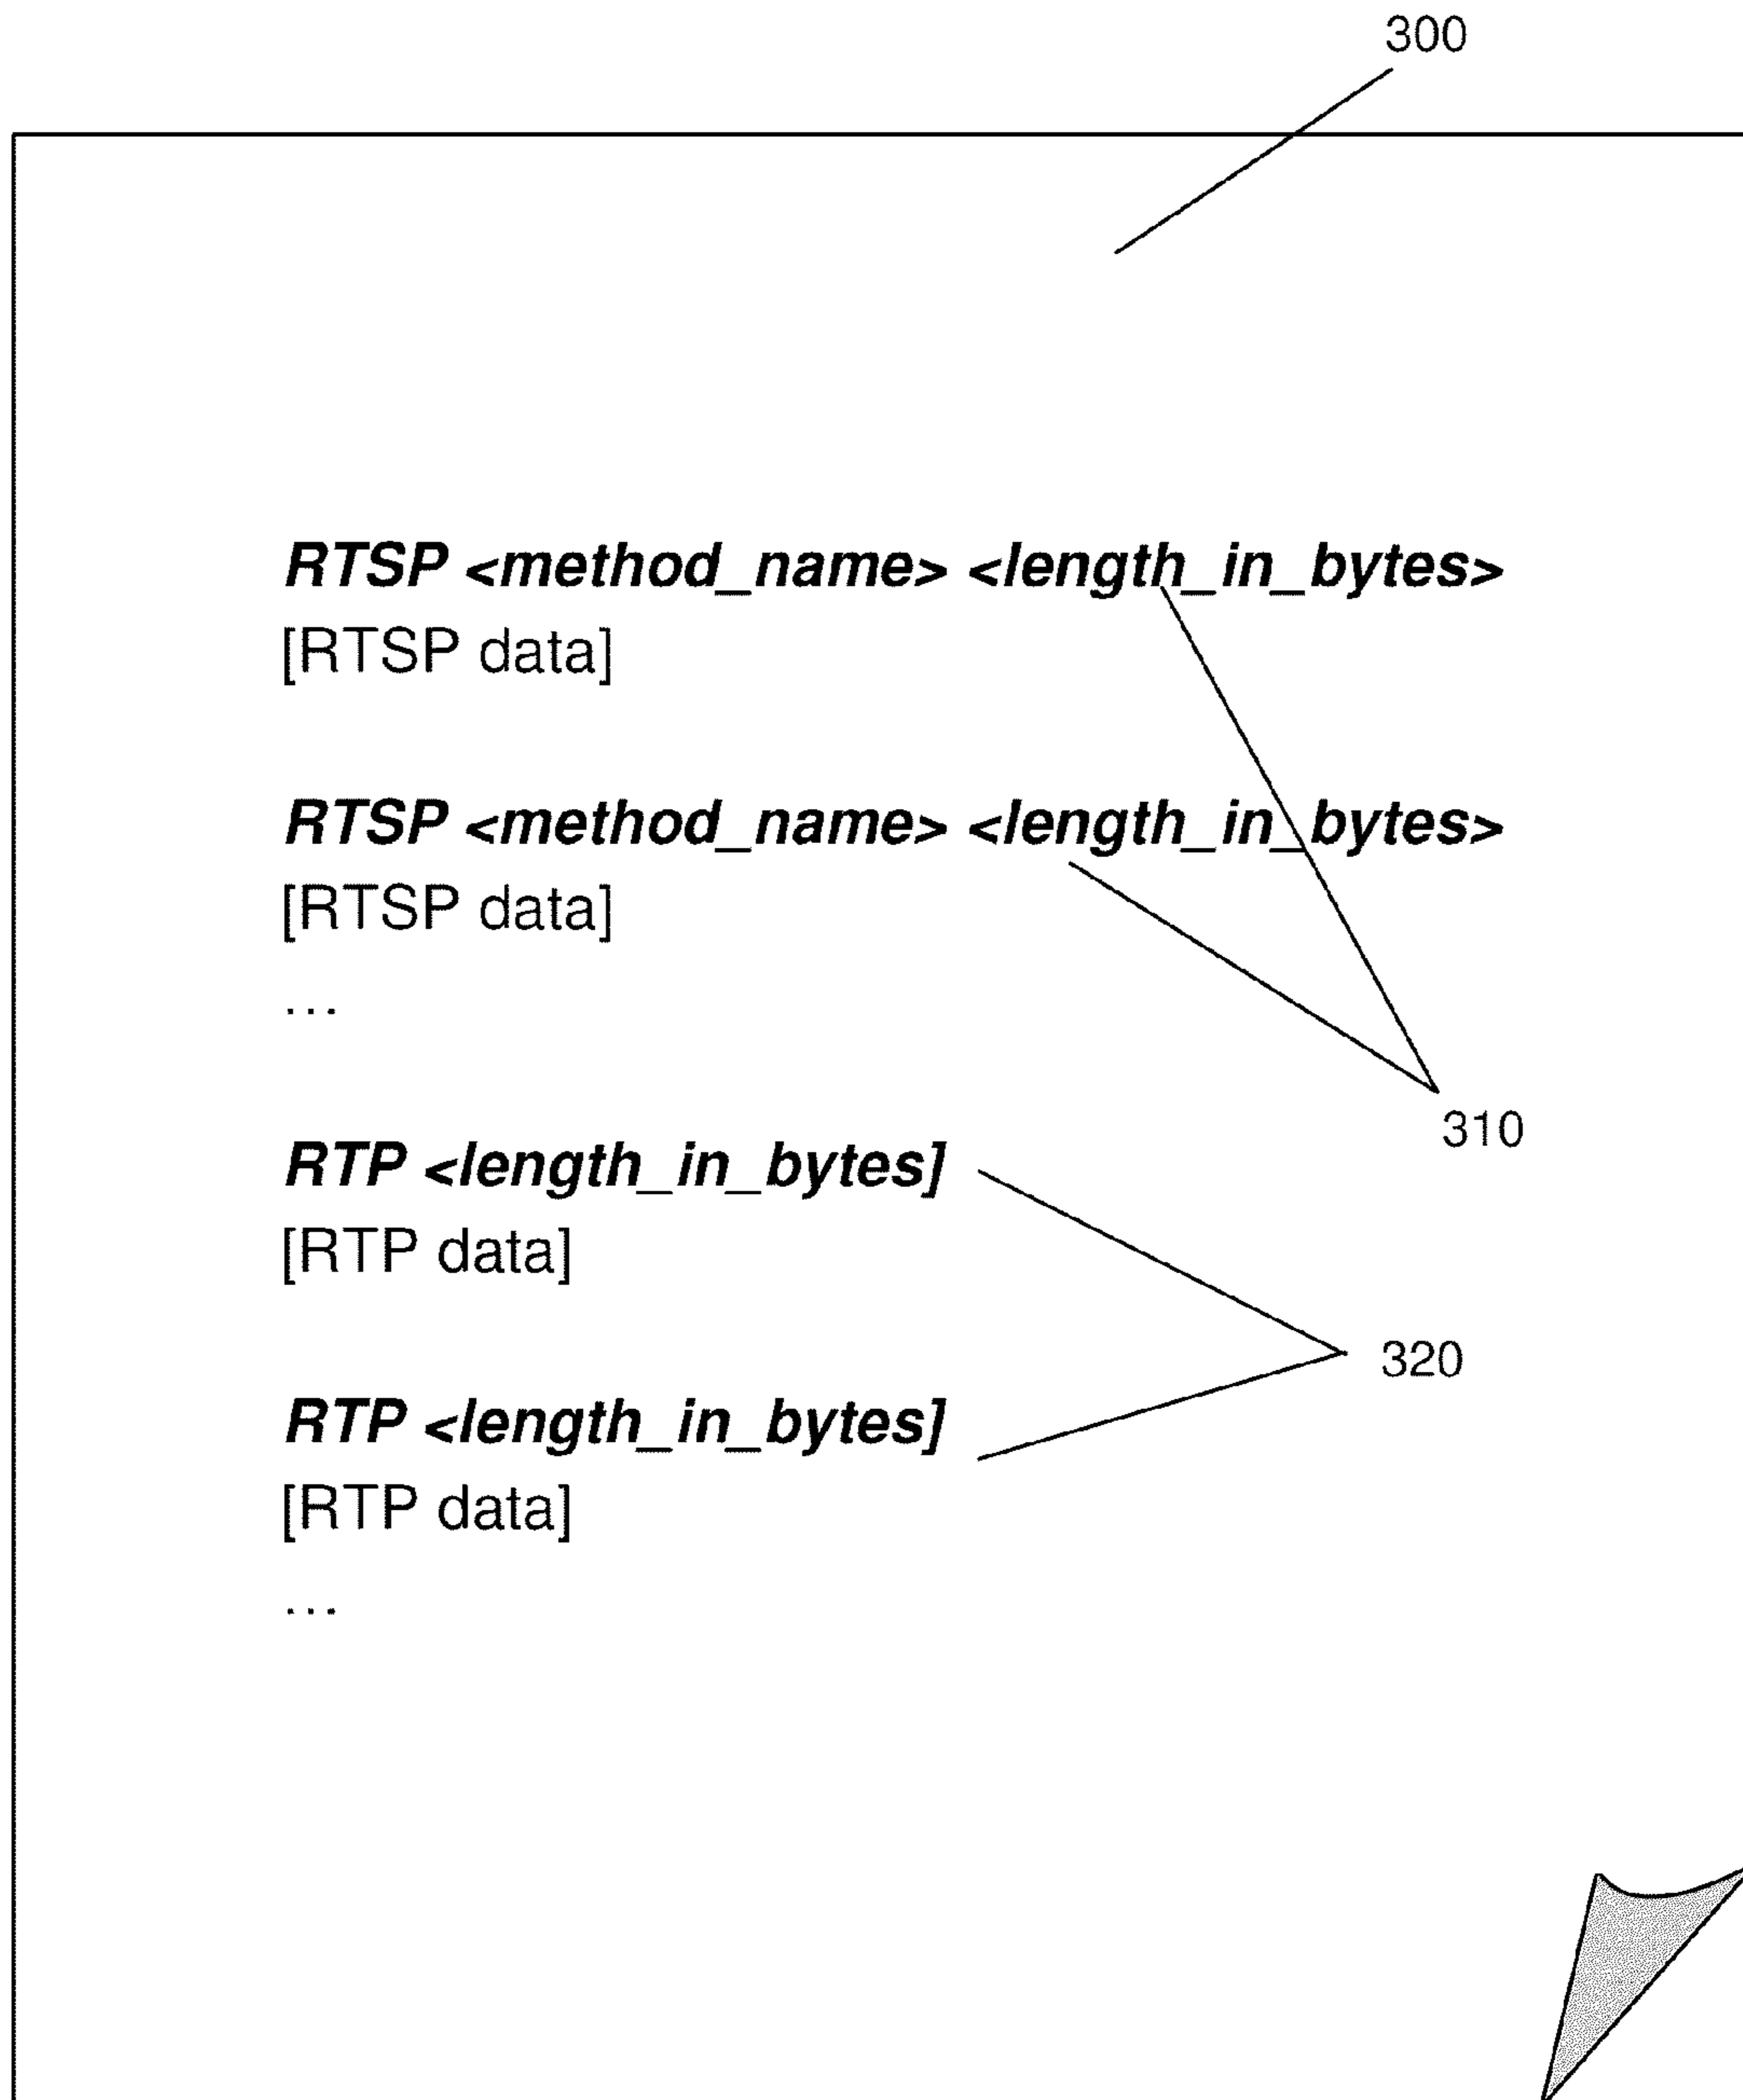 300
RTSP <method_name> <length_in_bytes>
[RTSP data]
RTSP <method_name> <length_in_bytes>
[RTSP data]
...
310
RTP <length_in_bytes]
[RTP data]
320
RTP <length_in_bytes]
[RTP data]
...